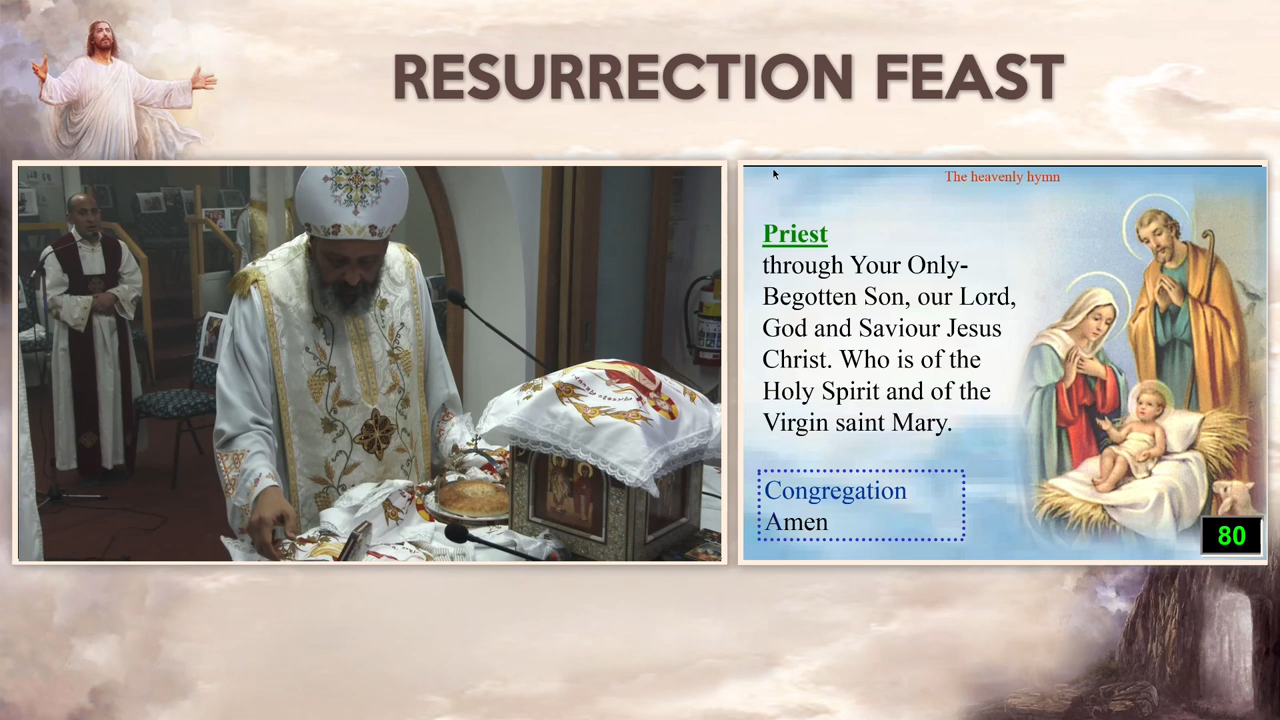 RESURRECTION FEAST
The heavenly hymn
Priest
through Your Only-
Begotten Son, our Lord,
God and Saviour Jesus
Christ. Who is of the
Holy Spirit and of the
Virgin saint Mary.
Congregation
Amen
80